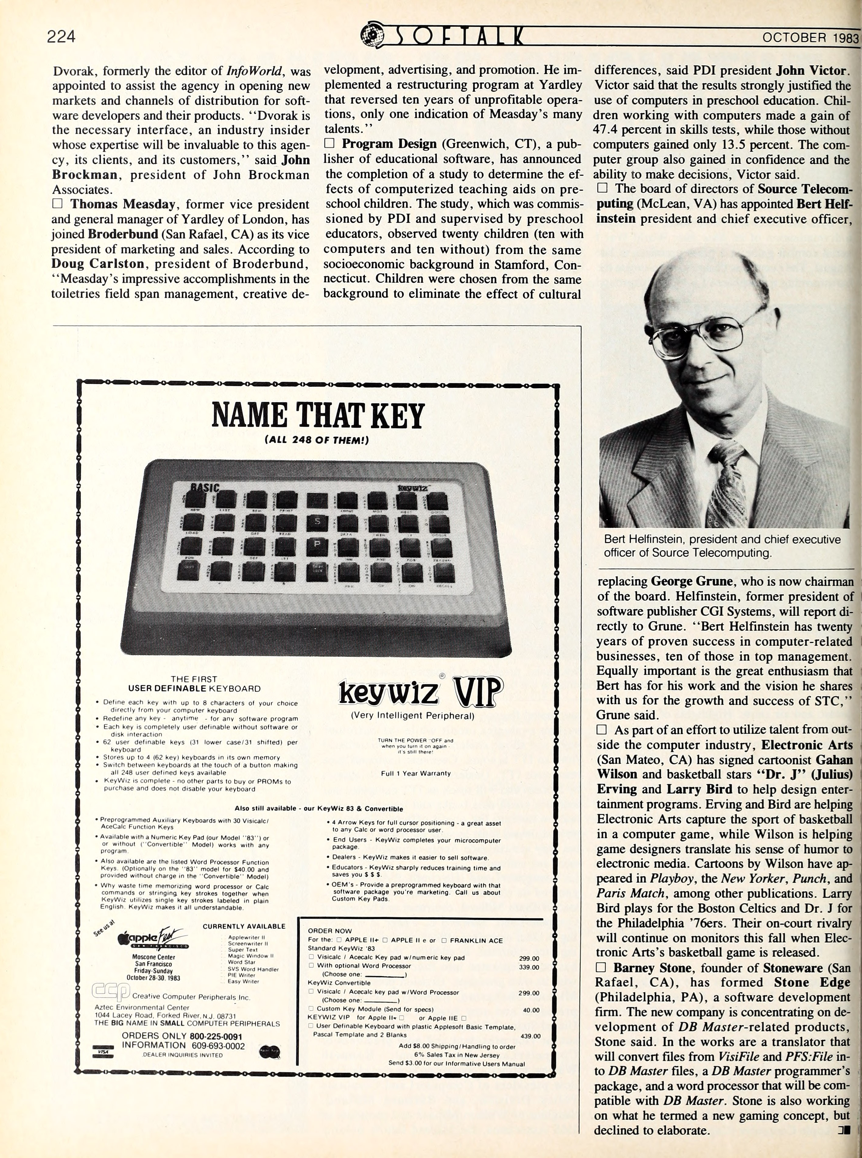 224
SOFTALK
OCTOBER 1983
Dvorak, formerly the editor of InfoWorld, was
appointed to assist the agency in opening new
markets and channels of distribution for soft-
ware developers and their products. "Dvorak is
the necessary interface, an industry insider
whose expertise will be invaluable to this agen-
cy, its clients, and its customers," said John
Brockman, president of John Brockman
Associates.
□ Thomas Measday, former vice president
and general manager of Yardley of London, has
joined Broderbund (San Rafael, CA) as its vice
president of marketing and sales. According to
Doug Carlston, president of Broderbund,
"Measday's impressive accomplishments in the
toiletries field span management, creative de-
velopment, advertising, and promotion. He im-
plemented a restructuring program at Yardley
that reversed ten years of unprofitable opera-
tions, only one indication of Measday's many
talents."
□ Program Design (Greenwich, CT), a pub-
lisher of educational software, has announced
the completion of a study to determine the ef-
fects of computerized teaching aids on pre-
school children. The study, which was commis-
sioned by PDI and supervised by preschool
educators, observed twenty children (ten with
computers and ten without) from the same
socioeconomic background in Stamford, Con-
necticut. Children were chosen from the same
background to eliminate the effect of cultural
differences, said PDI president John Victor.
Victor said that the results strongly justified the
use of computers in preschool education. Chil-
dren working with computers made a gain of
47.4 percent in skills tests, while those without
computers gained only 13.5 percent. The com-
puter group also gained in confidence and the
ability to make decisions, Victor said.
□ The board of directors of Source Telecom-
puting (McLean, VA) has appointed Bert Helf-
instein president and chief executive officer,
Bert Helfinstein, president and chief executive
officer of Source Telecomputing.
replacing George Grune, who is now chairman
of the board. Helfinstein, former president of
software publisher CGI Systems, will report di-
rectly to Grune. "Bert Helfinstein has twenty
years of proven success in computer-related
businesses, ten of those in top management.
Equally important is the great enthusiasm that
Bert has for his work and the vision he shares
with us for the growth and success of STC,"
Grune said.
□ As part of an effort to utilize talent from out-
side the computer industry, Electronic Arts
(San Mateo, CA) has signed cartoonist Gahan
Wilson and basketball stars "Dr. J" (Julius)
Erving and Larry Bird to help design enter-
tainment programs. Erving and Bird are helping
Electronic Arts capture the sport of basketball
in a computer game, while Wilson is helping
game designers translate his sense of humor to
electronic media. Cartoons by Wilson have ap-
peared in Playboy, the New Yorker, Punch, and
Paris Match, among other publications. Larry
Bird plays for the Boston Celtics and Dr. J for
the Philadelphia '76ers. Their on-court rivalry
will continue on monitors this fall when Elec-
tronic Arts's basketball game is released.
□ Barney Stone, founder of Stoneware (San
Rafael, CA), has formed Stone Edge
(Philadelphia, PA), a software development
firm. The new company is concentrating on de-
velopment of DB Master-related products,
Stone said. In the works are a translator that
will convert files from VisiFile and PFS:File in-
to DB Master files, a DB Master programmer's
package, and a word processor that will be com-
patible with DB Master. Stone is also working
on what he termed a new gaming concept, but
declined to elaborate.
NAME THAT KEY
(ALL 248 OF THEM!)
BASIC
keywiz
S
P
THE FIRST
USER DEFINABLE KEYBOARD
• Define each key with up to 8 characters of your choice
directly from your computer keyboard
• Redefine any key - anytime - for any software program
• Each key is completely user definable without software or
disk interaction
• 62 user definable keys (31 lower case/31 shifted) per
keyboard
• Stores up to 4 (62 key) keyboards in its own memory
• Switch between keyboards at the touch of a button making
all 248 user defined keys available
• KeyWiz is complete - no other parts to buy or PROMs to
purchase and does not disable your keyboard
keywiz® VIP
(Very Intelligent Peripheral)
TURN THE POWER OFF and
when you turn it on again
it's still there!
Full 1 Year Warranty
Also still available - our KeyWiz 83 & Convertible
• Preprogrammed Auxiliary Keyboards with 30 Visicalc/
AceCalc Function Keys
• Available with a Numeric Key Pad (our Model "83") or
or without ("Convertible" Model) works with any
program
• Also available are the listed Word Processor Function
Keys. (Optionally on the "83" model for $40.00 and
provided without charge in the "Convertible" Model)
• Why waste time memorizing word processor or Calc
commands or stringing key strokes together when
KeyWiz utilizes single key strokes labeled in plain
English. KeyWiz makes it all understandable.
• 4 Arrow Keys for full cursor positioning - a great asset
to any Calc or word processor user.
• End Users - KeyWiz completes your microcomputer
package.
• Dealers - KeyWiz makes it easier to sell software.
• Educators - KeyWiz sharply reduces training time and
saves you $ $ $.
• OEM's - Provide a preprogrammed keyboard with that
software package you're marketing. Call us about
Custom Key Pads.
See us at
apple Fest
Moscone Center
San Francisco
Friday-Sunday
October 28-30, 1983
CURRENTLY AVAILABLE
Applewriter II
Screenwriter II
Super Text
Magic Window II
Word Star
SVS Word Handler
PIE Writer
Easy Writer
ccp Creative Computer Peripherals Inc.
Aztec Environmental Center
1044 Lacey Road, Forked River, N.J. 08731
THE BIG NAME IN SMALL COMPUTER PERIPHERALS
ORDERS ONLY 800-225-0091
INFORMATION 609-693-0002
DEALER INQUIRIES INVITED
VISA
ORDER NOW
For the: □ APPLE II+ □ APPLE II e or □ FRANKLIN ACE
Standard KeyWiz '83
□ Visicalc / Acecalc Key pad w/numeric key pad 299.00
□ With optional Word Processor 339.00
(Choose one: ________)
KeyWiz Convertible
□ Visicalc / Acecalc key pad w/Word Processor 299.00
(Choose one: ________)
□ Custom Key Module (Send for specs) 40.00
KEYWIZ VIP for Apple II+ □ or Apple IIE □
□ User Definable Keyboard with plastic Applesoft Basic Template,
Pascal Template and 2 Blanks 439.00
Add $8.00 Shipping/Handling to order
6% Sales Tax in New Jersey
Send $3.00 for our Informative Users Manual